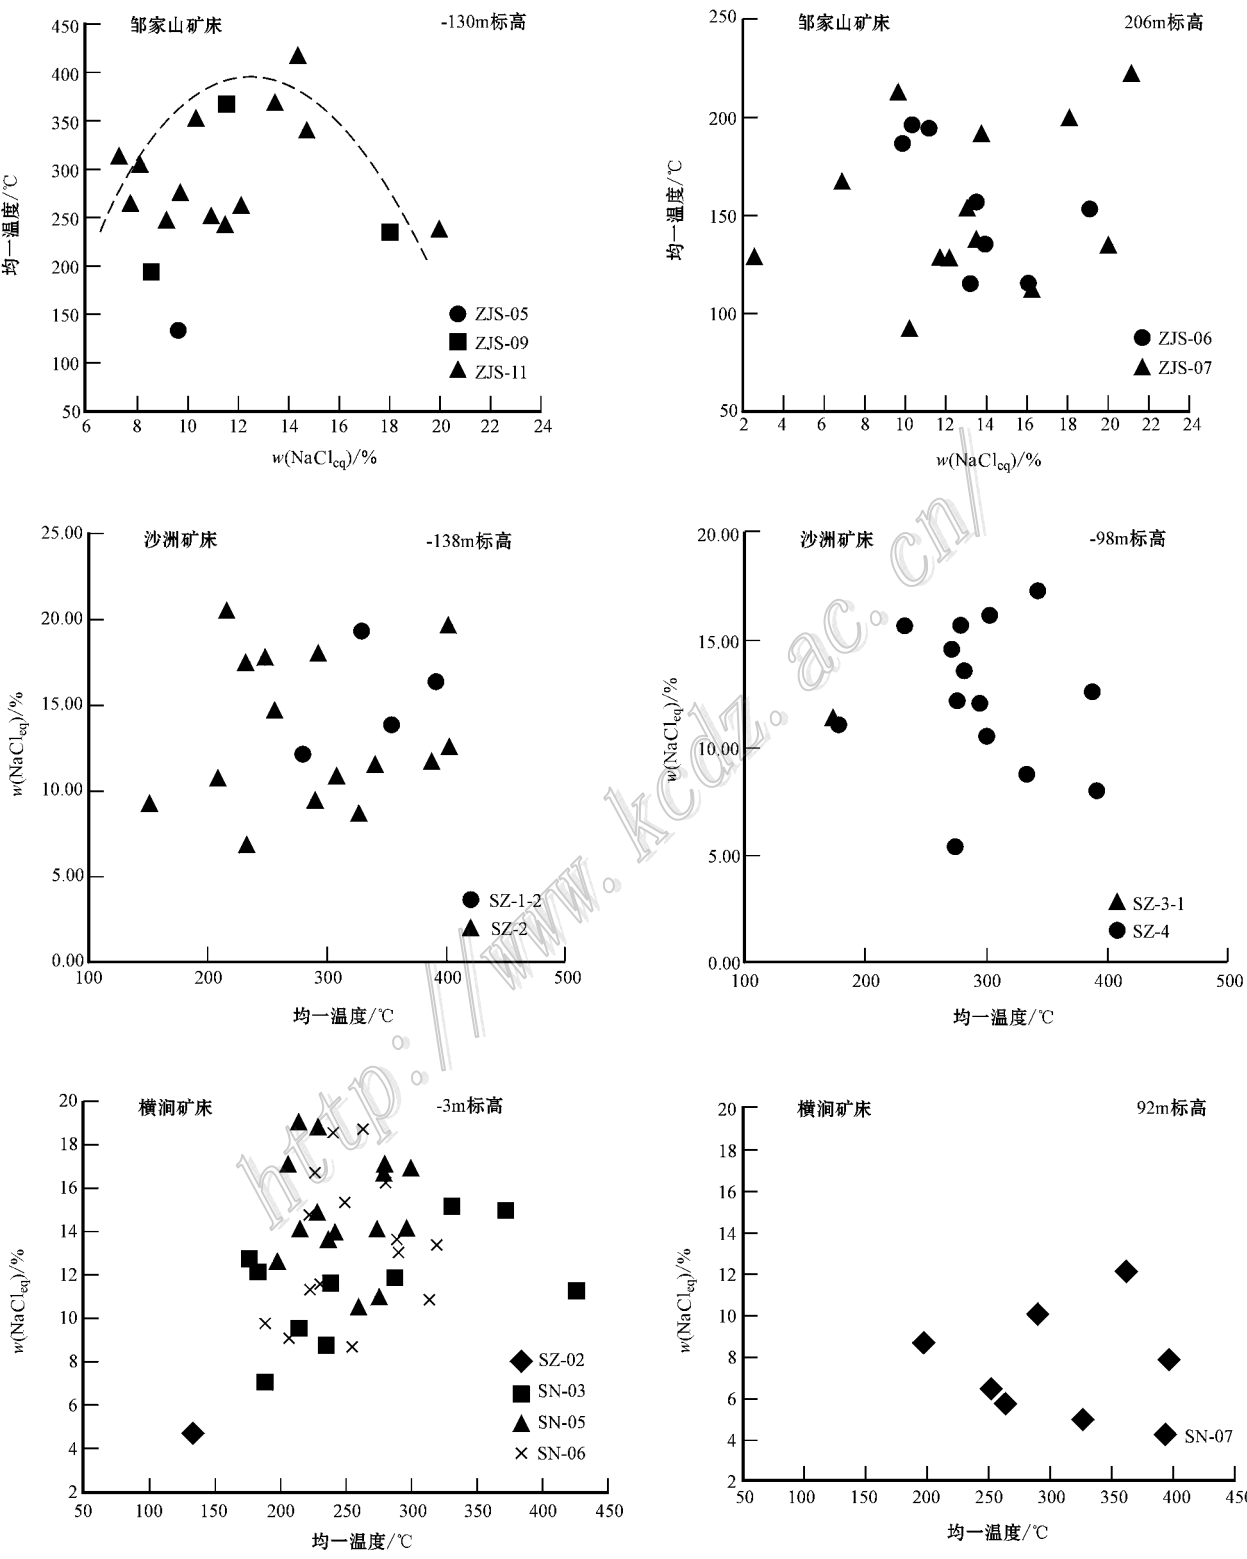 邹家山矿床
-130m标高
450
400
350
300
250
200
150
100
50
均一温度/℃
ZJS-05
ZJS-09
ZJS-11
6 8 10 12 14 16 18 20 22 24
w(NaCleq)/%
邹家山矿床
206m标高
250
200
150
100
50
均一温度/℃
ZJS-06
ZJS-07
2 4 6 8 10 12 14 16 18 20 22 24
w(NaCleq)/%
沙洲矿床
-138m标高
25.00
20.00
15.00
10.00
5.00
0.00
w(NaCleq)/%
SZ-1-2
SZ-2
100 200 300 400 500
均一温度/℃
沙洲矿床
-98m标高
20.00
15.00
10.00
5.00
0.00
w(NaCleq)/%
SZ-3-1
SZ-4
100 200 300 400 500
均一温度/℃
横涧矿床
-3m标高
20
18
16
14
12
10
8
6
4
2
w(NaCleq)/%
SZ-02
SN-03
SN-05
SN-06
50 100 150 200 250 300 350 400 450
均一温度/℃
横涧矿床
92m标高
20
18
16
14
12
10
8
6
4
2
w(NaCleq)/%
SN-07
50 100 150 200 250 300 350 400 450
均一温度/℃
http://www.kcdz.ac.cn/